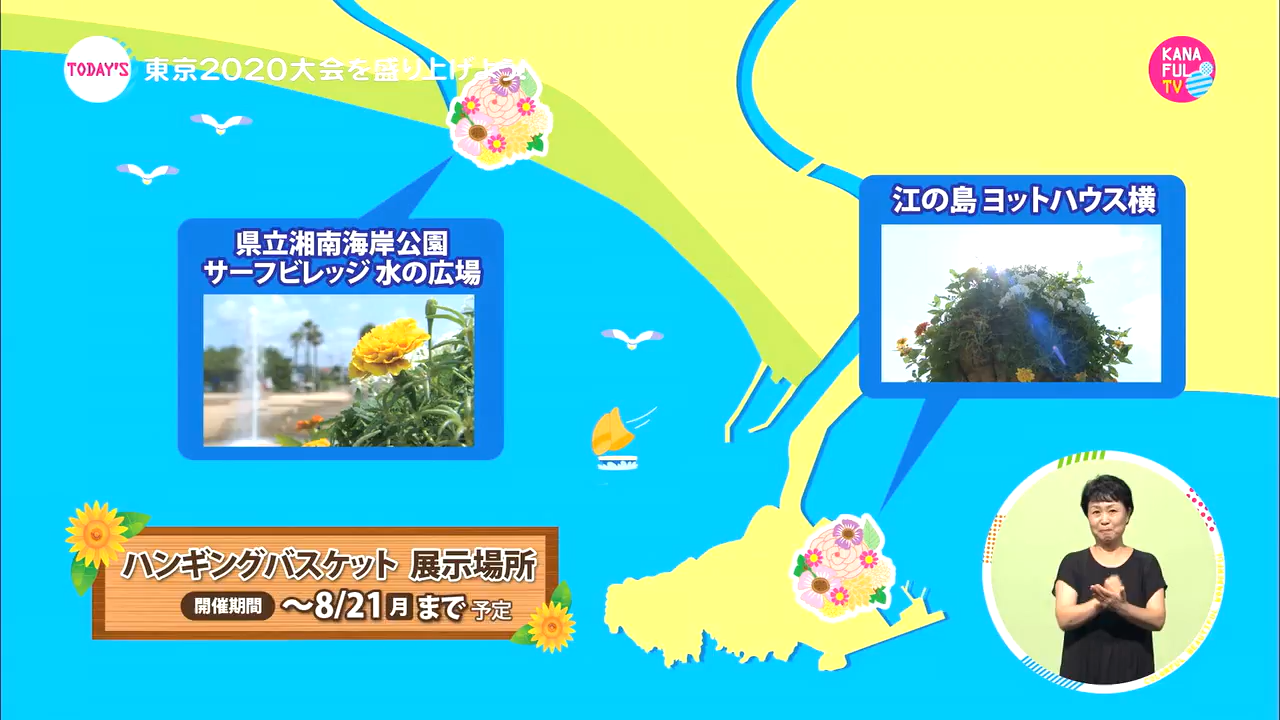 TODAY'S
東京2020大会を盛り上げよう!
KANA
FUL
TV
江の島 ヨットハウス横
県立湘南海岸公園
サーフビレッジ 水の広場
ハンギングバスケット 展示場所
開催期間 〜8/21月まで 予定